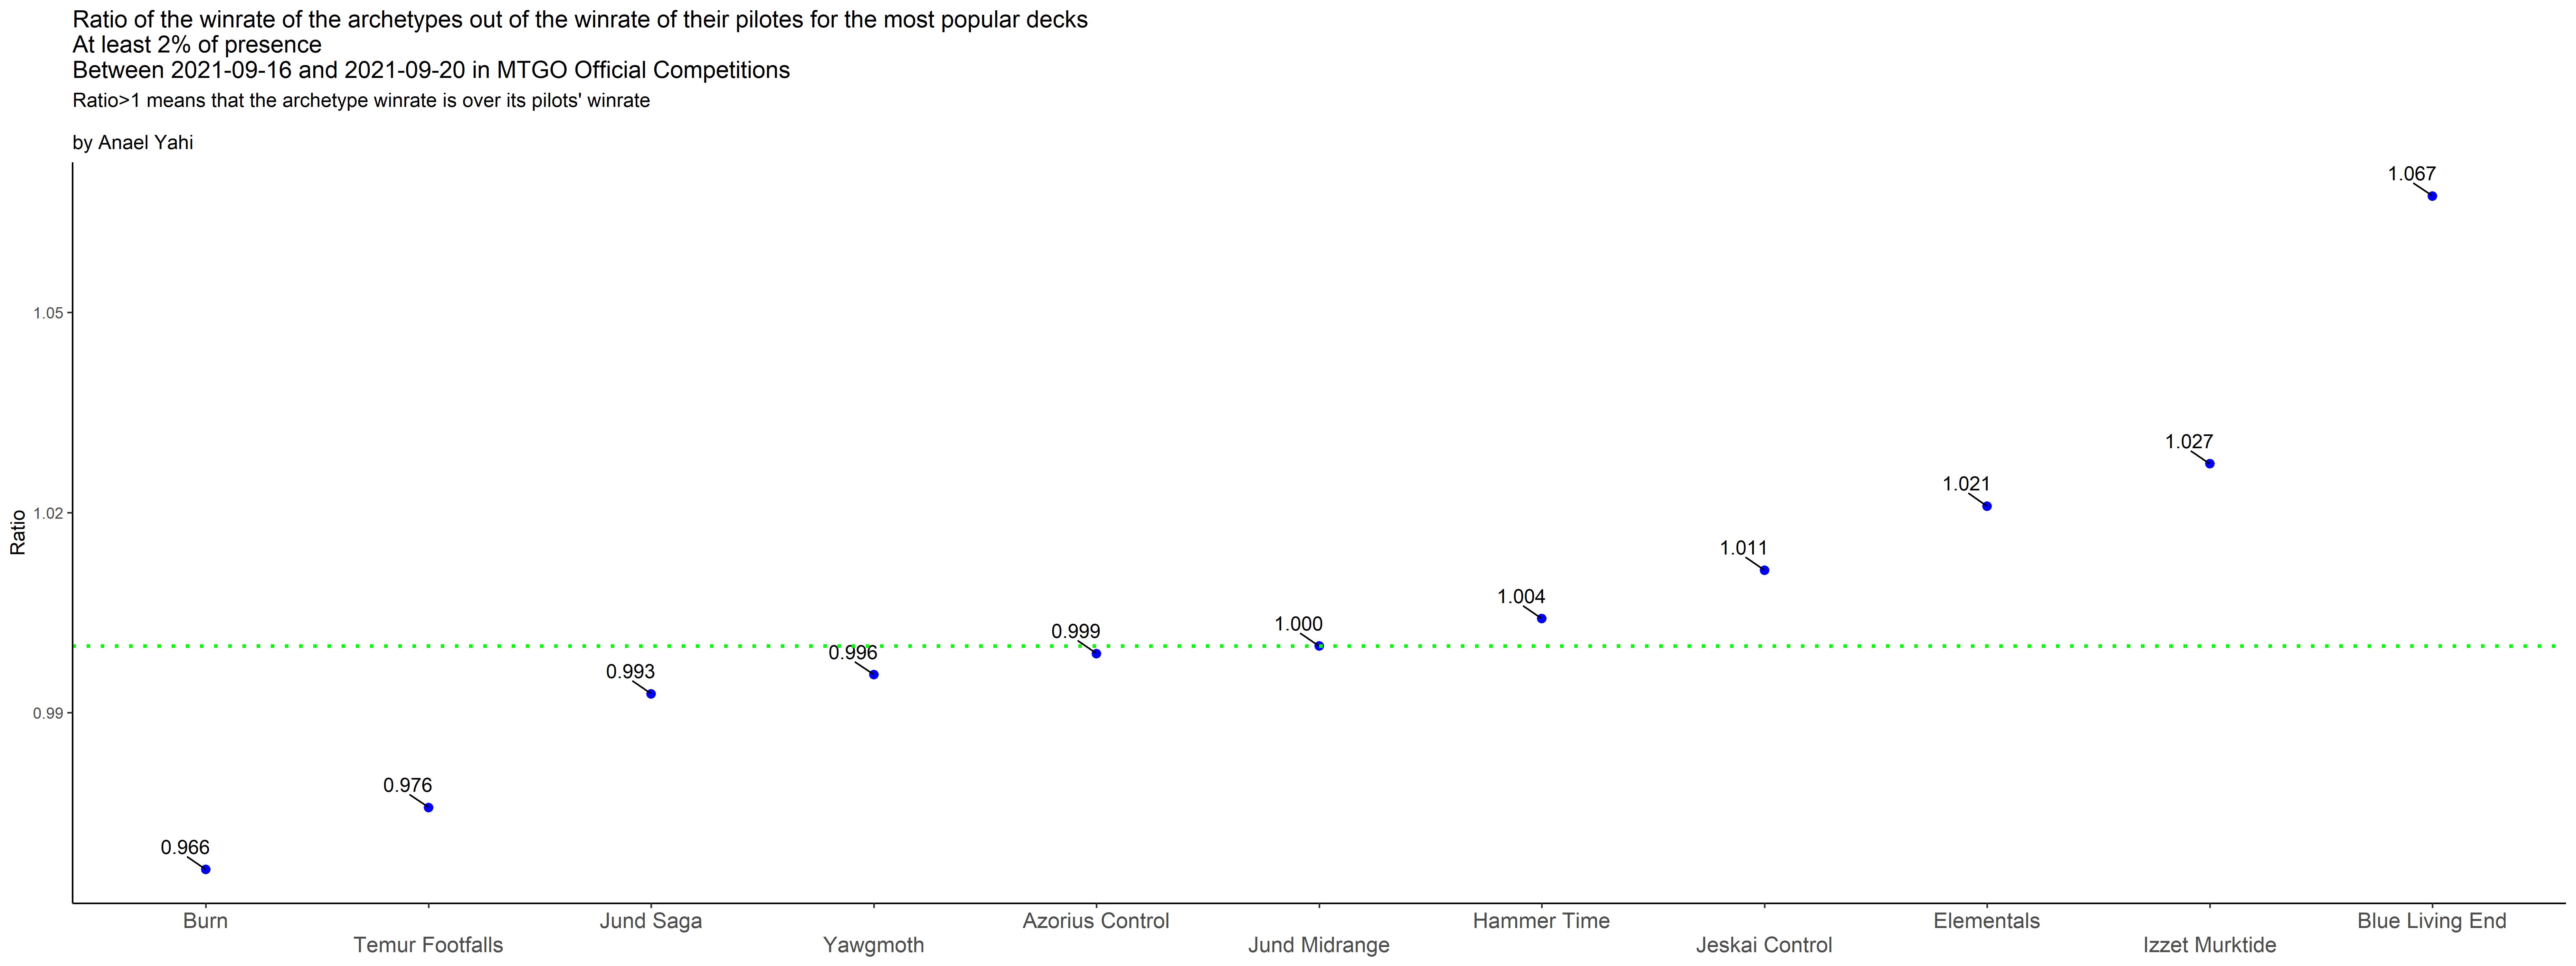 Ratio of the winrate of the archetypes out of the winrate of their pilotes for the most popular decks
At least 2% of presence
Between 2021-09-16 and 2021-09-20 in MTGO Official Competitions
Ratio>1 means that the archetype winrate is over its pilots' winrate
by Anael Yahi
1.067
1.05
1.027
1.021
1.02
Ratio
1.011
1.004
1.000
0.999
0.996
0.993
0.99
0.976
0.966
Burn
Temur Footfalls
Jund Saga
Yawgmoth
Azorius Control
Jund Midrange
Hammer Time
Jeskai Control
Elementals
Izzet Murktide
Blue Living End